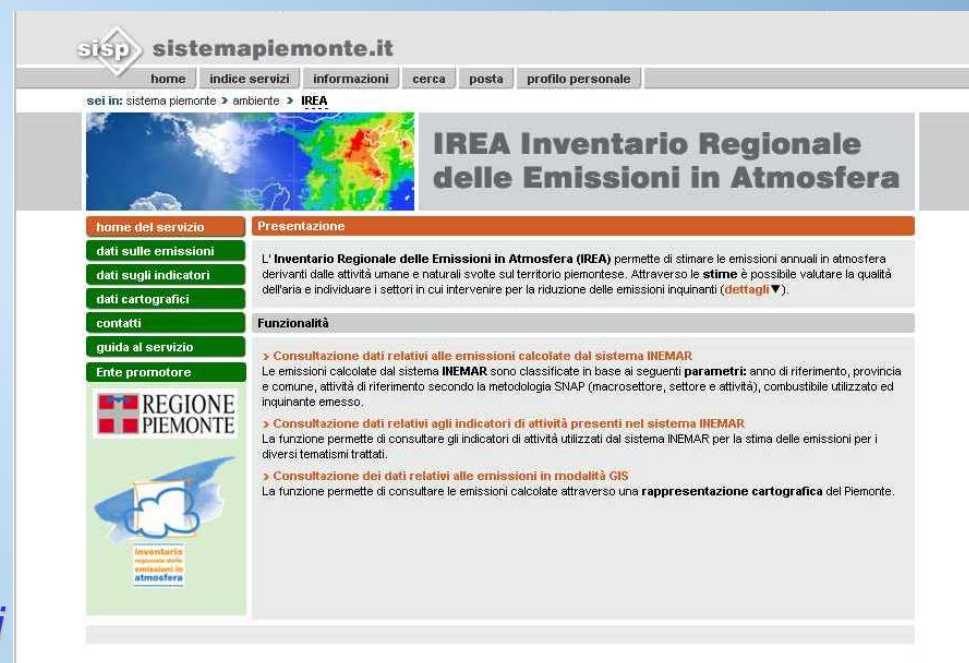 sisp sistemapiemonte.it
home indice servizi informazioni cerca posta profilo personale
sei in: sistema piemonte > ambiente > IREA
IREA Inventario Regionale
delle Emissioni in Atmosfera
home del servizio
dati sulle emissioni
dati sugli indicatori
dati cartografici
contatti
guida al servizio
Ente promotore
REGIONE
PIEMONTE
inventario
regionale delle
emissioni in
atmosfera
Presentazione
L' Inventario Regionale delle Emissioni in Atmosfera (IREA) permette di stimare le emissioni annuali in atmosfera
derivanti dalle attività umane e naturali svolte sul territorio piemontese. Attraverso le stime è possibile valutare la qualità
dell'aria e individuare i settori in cui intervenire per la riduzione delle emissioni inquinanti (dettagli▼).
Funzionalità
> Consultazione dati relativi alle emissioni calcolate dal sistema INEMAR
Le emissioni calcolate dal sistema INEMAR sono classificate in base ai seguenti parametri: anno di riferimento, provincia
e comune, attività di riferimento secondo la metodologia SNAP (macrosettore, settore e attività), combustibile utilizzato ed
inquinante emesso.
> Consultazione dati relativi agli indicatori di attività presenti nel sistema INEMAR
La funzione permette di consultare gli indicatori di attività utilizzati dal sistema INEMAR per la stima delle emissioni per i
diversi tematismi trattati.
> Consultazione dei dati relativi alle emissioni in modalità GIS
La funzione permette di consultare le emissioni calcolate attraverso una rappresentazione cartografica del Piemonte.
i